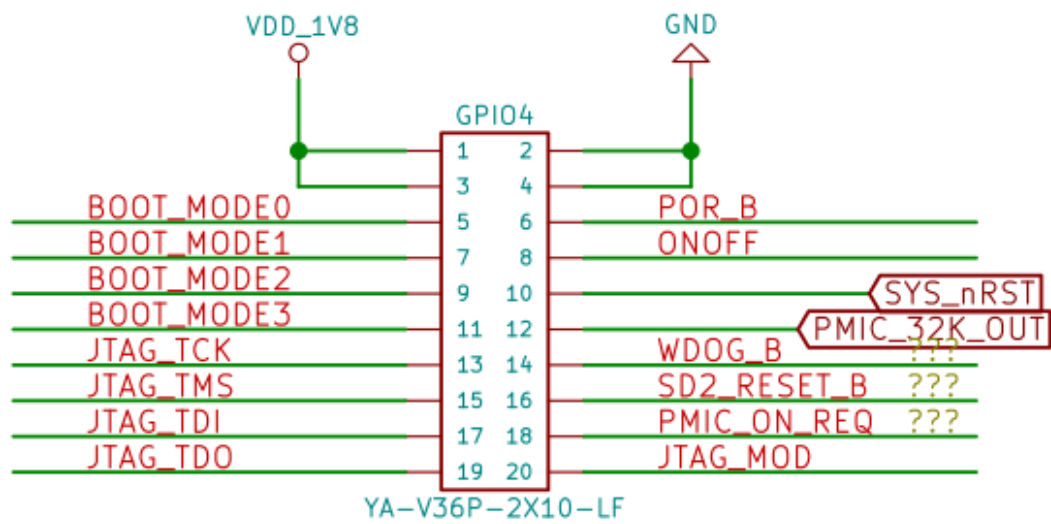 VDD_1V8 GND
GPIO4
1 2
3 4
BOOT_MODE0 5 6 POR_B
BOOT_MODE1 7 8 ONOFF
BOOT_MODE2 9 10 SYS_nRST
BOOT_MODE3 11 12 PMIC_32K_OUT
JTAG_TCK 13 14 WDOG_B ???
JTAG_TMS 15 16 SD2_RESET_B ???
JTAG_TDI 17 18 PMIC_ON_REQ ???
JTAG_TDO 19 20 JTAG_MOD
YA-V36P-2X10-LF